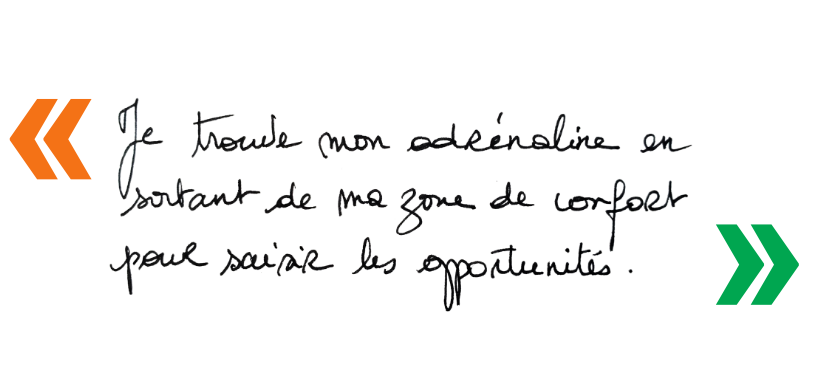 « Je trouve mon adrénaline en
sortant de ma zone de confort
pour saisir les opportunités. »